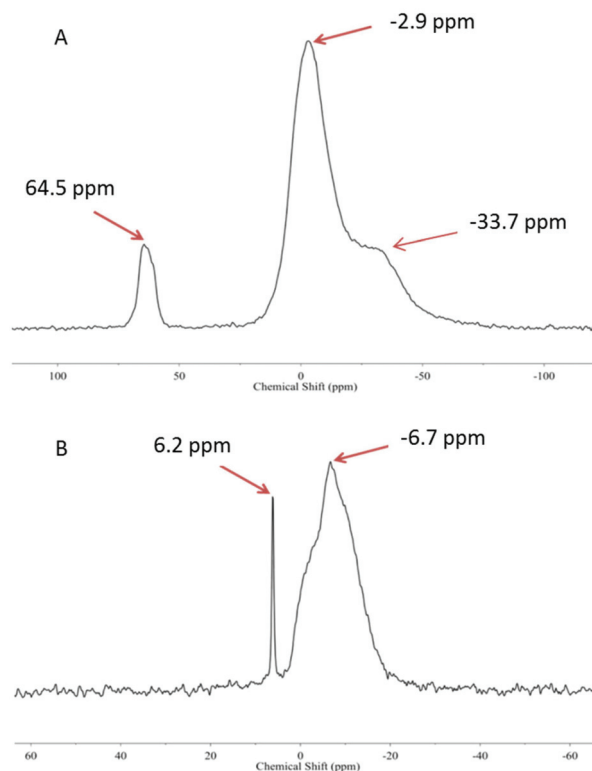 A
-2.9 ppm
64.5 ppm
-33.7 ppm
100 50 0 -50 -100
Chemical Shift (ppm)
B
6.2 ppm
-6.7 ppm
60 40 20 0 -20 -40 -60
Chemical Shift (ppm)